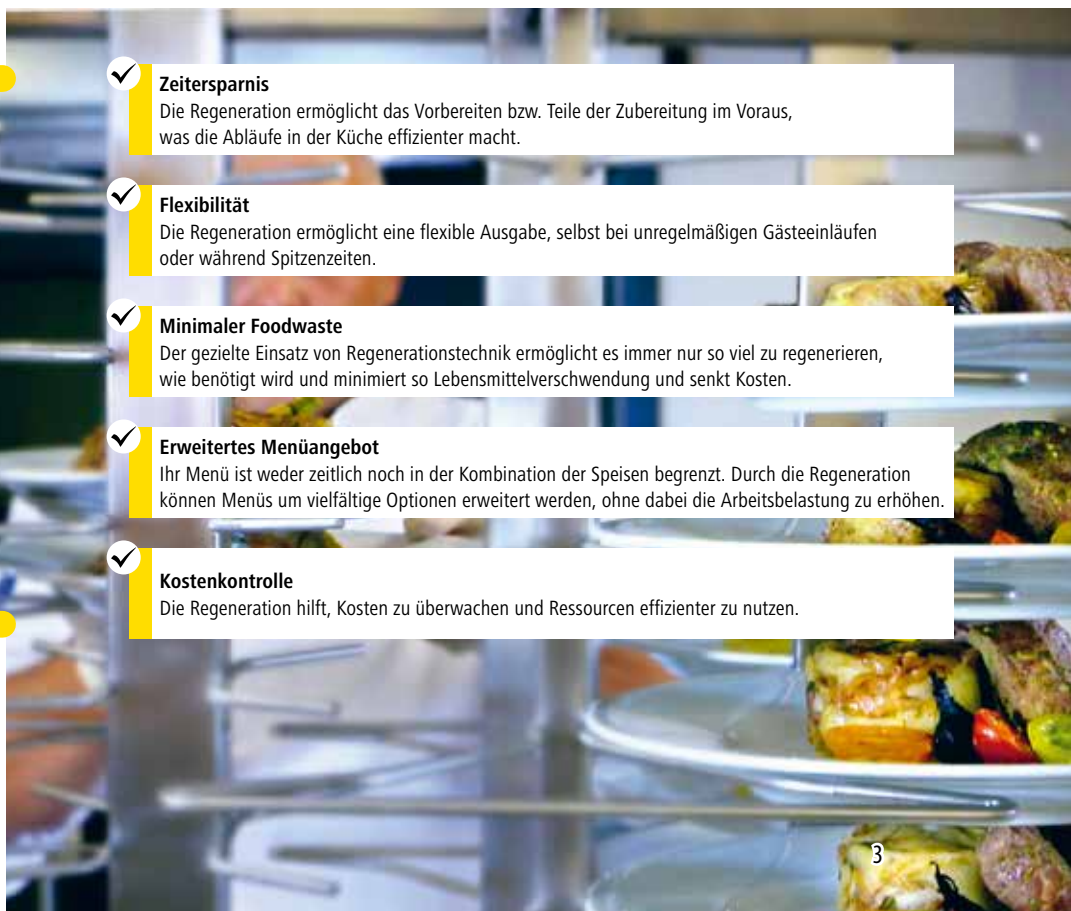 Zeitersparnis
Die Regeneration ermöglicht das Vorbereiten bzw. Teile der Zubereitung im Voraus,
was die Abläufe in der Küche effizienter macht.
Flexibilität
Die Regeneration ermöglicht eine flexible Ausgabe, selbst bei unregelmäßigen Gästeeinläufen
oder während Spitzenzeiten.
Minimaler Foodwaste
Der gezielte Einsatz von Regenerationstechnik ermöglicht es immer nur so viel zu regenerieren,
wie benötigt wird und minimiert so Lebensmittelverschwendung und senkt Kosten.
Erweitertes Menüangebot
Ihr Menü ist weder zeitlich noch in der Kombination der Speisen begrenzt. Durch die Regeneration
können Menüs um vielfältige Optionen erweitert werden, ohne dabei die Arbeitsbelastung zu erhöhen.
Kostenkontrolle
Die Regeneration hilft, Kosten zu überwachen und Ressourcen effizienter zu nutzen.
3